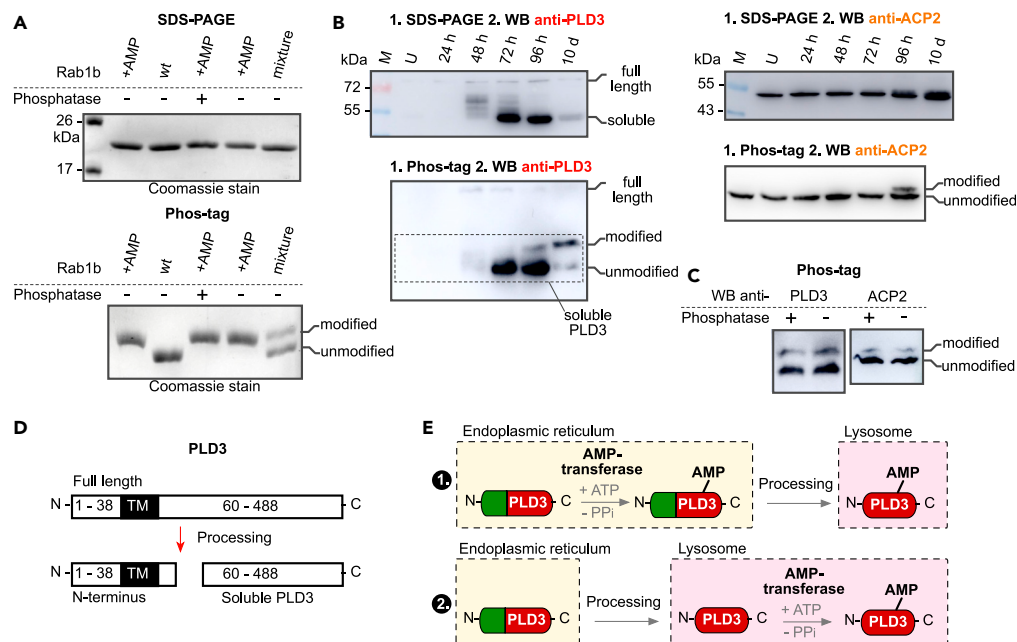 A
SDS-PAGE
Rab1b +AMP wt +AMP +AMP mixture
Phosphatase - - + - -
26
kDa
17
Coomassie stain
Phos-tag
Rab1b +AMP wt +AMP +AMP mixture
Phosphatase - - + - -
modified
unmodified
Coomassie stain
B
1. SDS-PAGE 2. WB anti-PLD3
kDa M U 24 h 48 h 72 h 96 h 10 d
72
55
full
length
soluble
1. Phos-tag 2. WB anti-PLD3
full
length
modified
unmodified
soluble
PLD3
1. SDS-PAGE 2. WB anti-ACP2
kDa M U 24 h 48 h 72 h 96 h 10 d
55
43
1. Phos-tag 2. WB anti-ACP2
modified
unmodified
C
Phos-tag
WB anti- PLD3 ACP2
Phosphatase + - + -
modified
unmodified
D
PLD3
Full length
N - 1 - 38 TM 60 - 488 - C
Processing
N - 1 - 38 TM 60 - 488 - C
N-terminus Soluble PLD3
E
Endoplasmic reticulum Lysosome
1. AMP-
transferase
AMP AMP
N- PLD3 - C + ATP N- PLD3 - C Processing N- PLD3 - C
- PPi
Endoplasmic reticulum Lysosome
2. AMP-
transferase
AMP
N- PLD3 - C Processing N- PLD3 - C + ATP N- PLD3 - C
- PPi